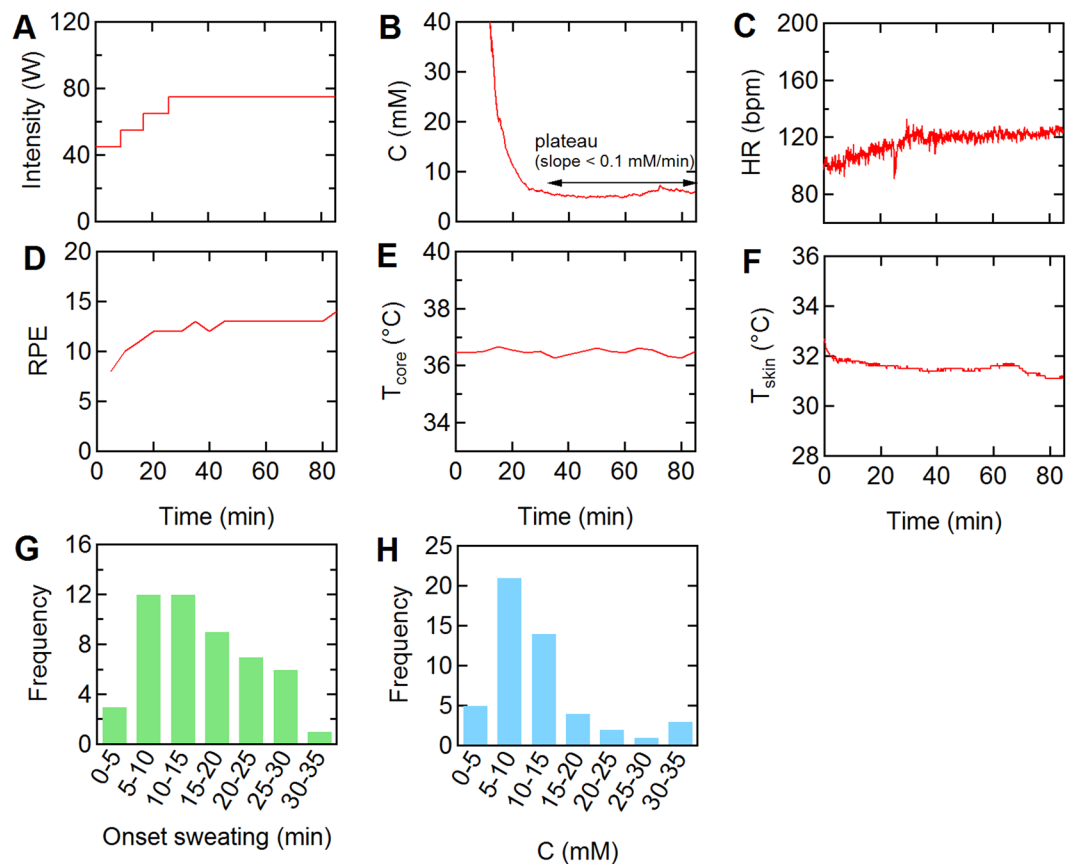 A
Intensity (W)
120
80
40
0
B
C (mM)
40
30
20
10
0
plateau
(slope < 0.1 mM/min)
C
HR (bpm)
200
160
120
80
D
RPE
20
15
10
5
0
0 20 40 60 80
Time (min)
E
Tcore (°C)
40
38
36
34
0 20 40 60 80
Time (min)
F
Tskin (°C)
36
34
32
31
28
0 20 40 60 80
Time (min)
G
Frequency
16
12
8
4
0
0-5 5-10 10-15 15-20 20-25 25-30 30-35
Onset sweating (min)
H
Frequency
25
20
15
10
5
0
0-5 5-10 10-15 15-20 20-25 25-30 30-35
C (mM)